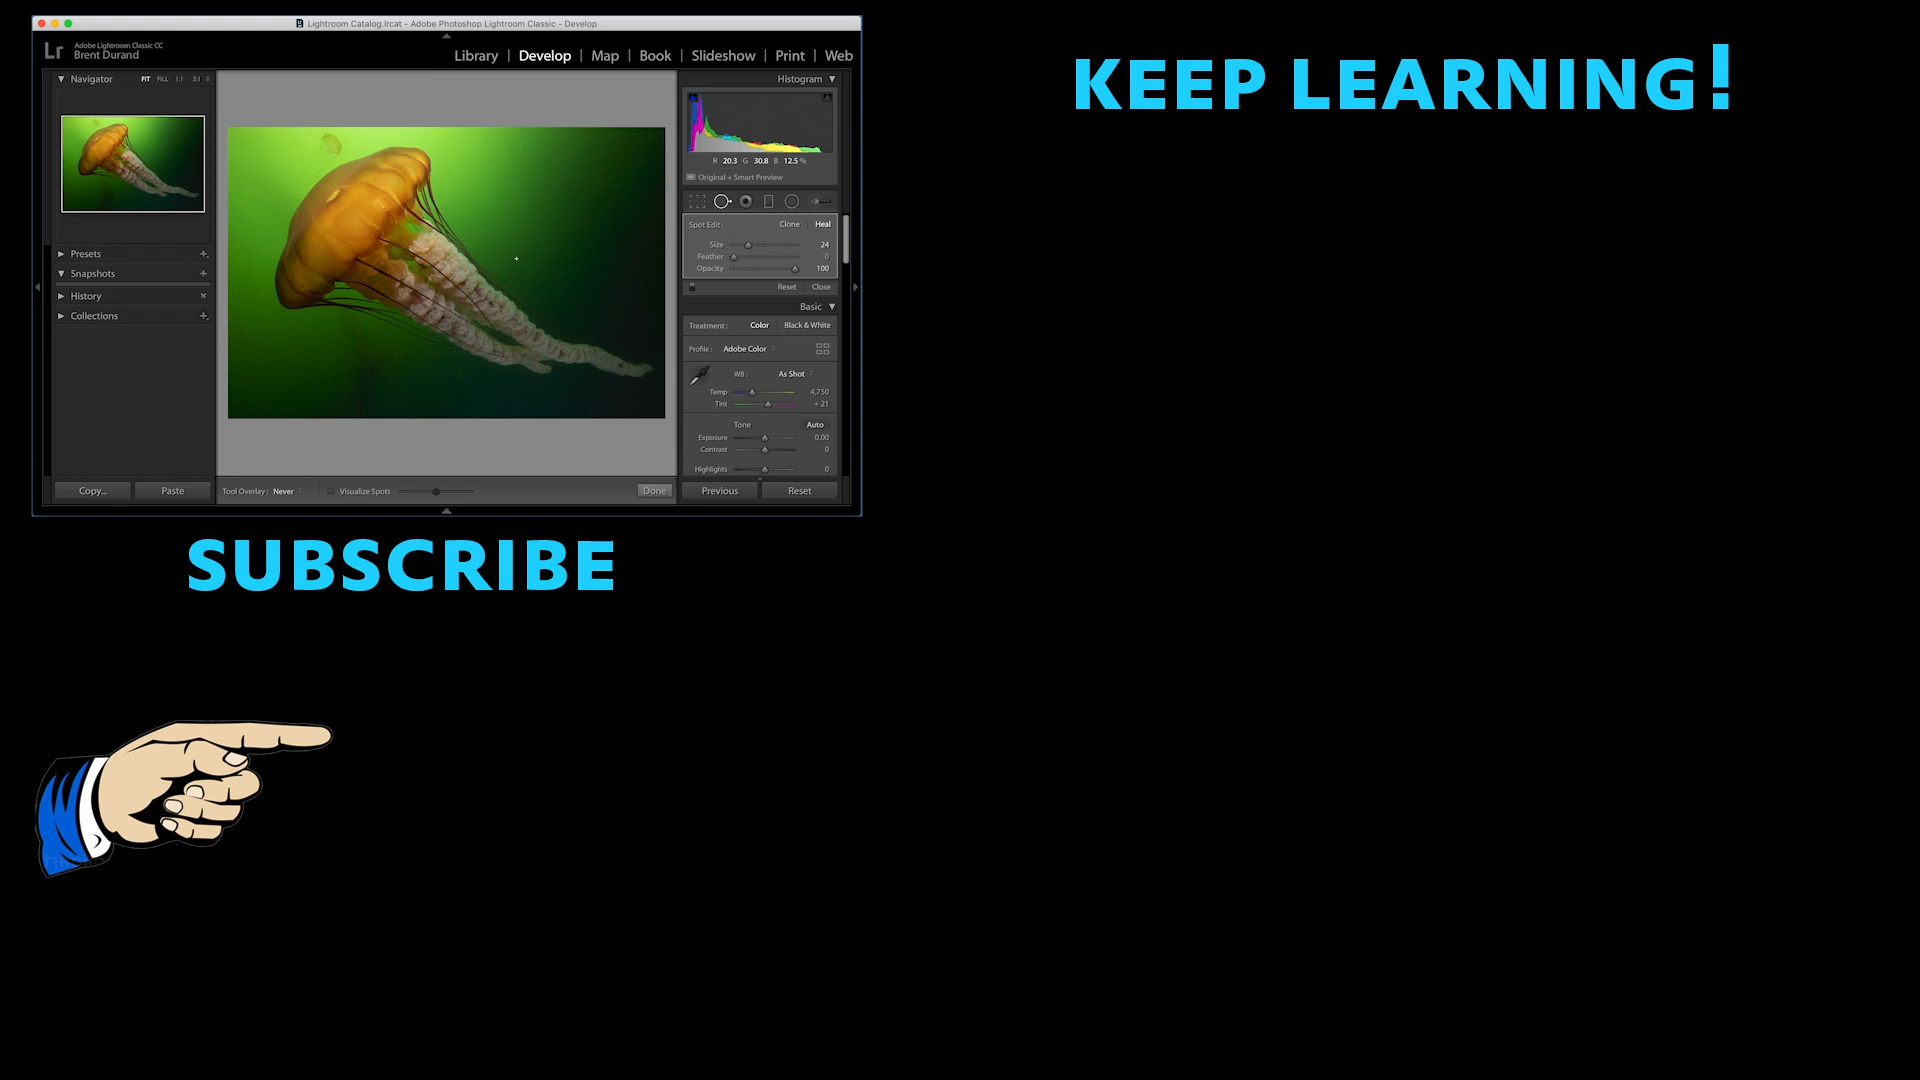 Lightroom Catalog.lrcat - Adobe Photoshop Lightroom Classic - Develop
Lr
Adobe Lightroom Classic CC
Brent Durand
Library | Develop | Map | Book | Slideshow | Print | Web
Navigator FIT FILL 1:1 3:1
Histogram
R 20.3 G 30.8 B 12.5 %
Original + Smart Preview
Spot Edit : Clone Heal
Size 24
Feather 0
Opacity 100
Reset Close
Presets
Snapshots
History
Collections
Basic
Treatment : Color Black & White
Profile : Adobe Color
WB : As Shot
Temp 4,750
Tint + 21
Tone Auto
Exposure 0.00
Contrast 0
Highlights 0
Copy... Paste
Tool Overlay : Never Visualize Spots Done
Previous Reset
KEEP LEARNING!
SUBSCRIBE